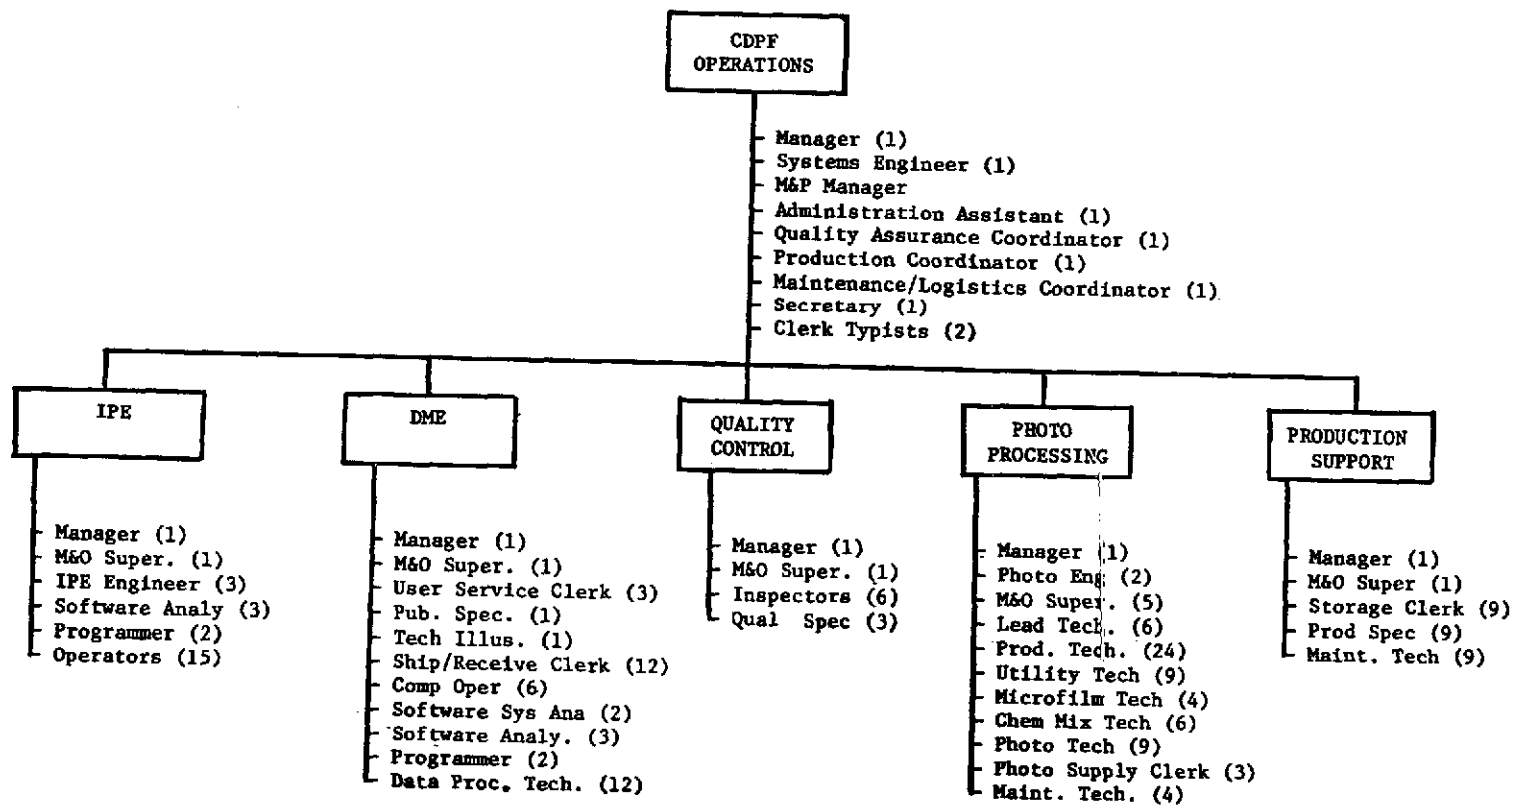 CDPF
OPERATIONS
Manager (1)
Systems Engineer (1)
M&P Manager
Administration Assistant (1)
Quality Assurance Coordinator (1)
Production Coordinator (1)
Maintenance/Logistics Coordinator (1)
Secretary (1)
Clerk Typists (2)
IPE
Manager (1)
M&O Super. (1)
IPE Engineer (3)
Software Analy (3)
Programmer (2)
Operators (15)
DME
Manager (1)
M&O Super. (1)
User Service Clerk (3)
Pub. Spec. (1)
Tech Illus. (1)
Ship/Receive Clerk (12)
Comp Oper (6)
Software Sys Ana (2)
Software Analy. (3)
Programmer (2)
Data Proc. Tech. (12)
QUALITY
CONTROL
Manager (1)
M&O Super. (1)
Inspectors (6)
Qual Spec (3)
PHOTO
PROCESSING
Manager (1)
Photo Eng (2)
M&O Super. (5)
Lead Tech. (6)
Prod. Tech. (24)
Utility Tech (9)
Microfilm Tech (4)
Chem Mix Tech (6)
Photo Tech (9)
Photo Supply Clerk (3)
Maint. Tech. (4)
PRODUCTION
SUPPORT
Manager (1)
M&O Super (1)
Storage Clerk (9)
Prod Spec (9)
Maint. Tech (9)